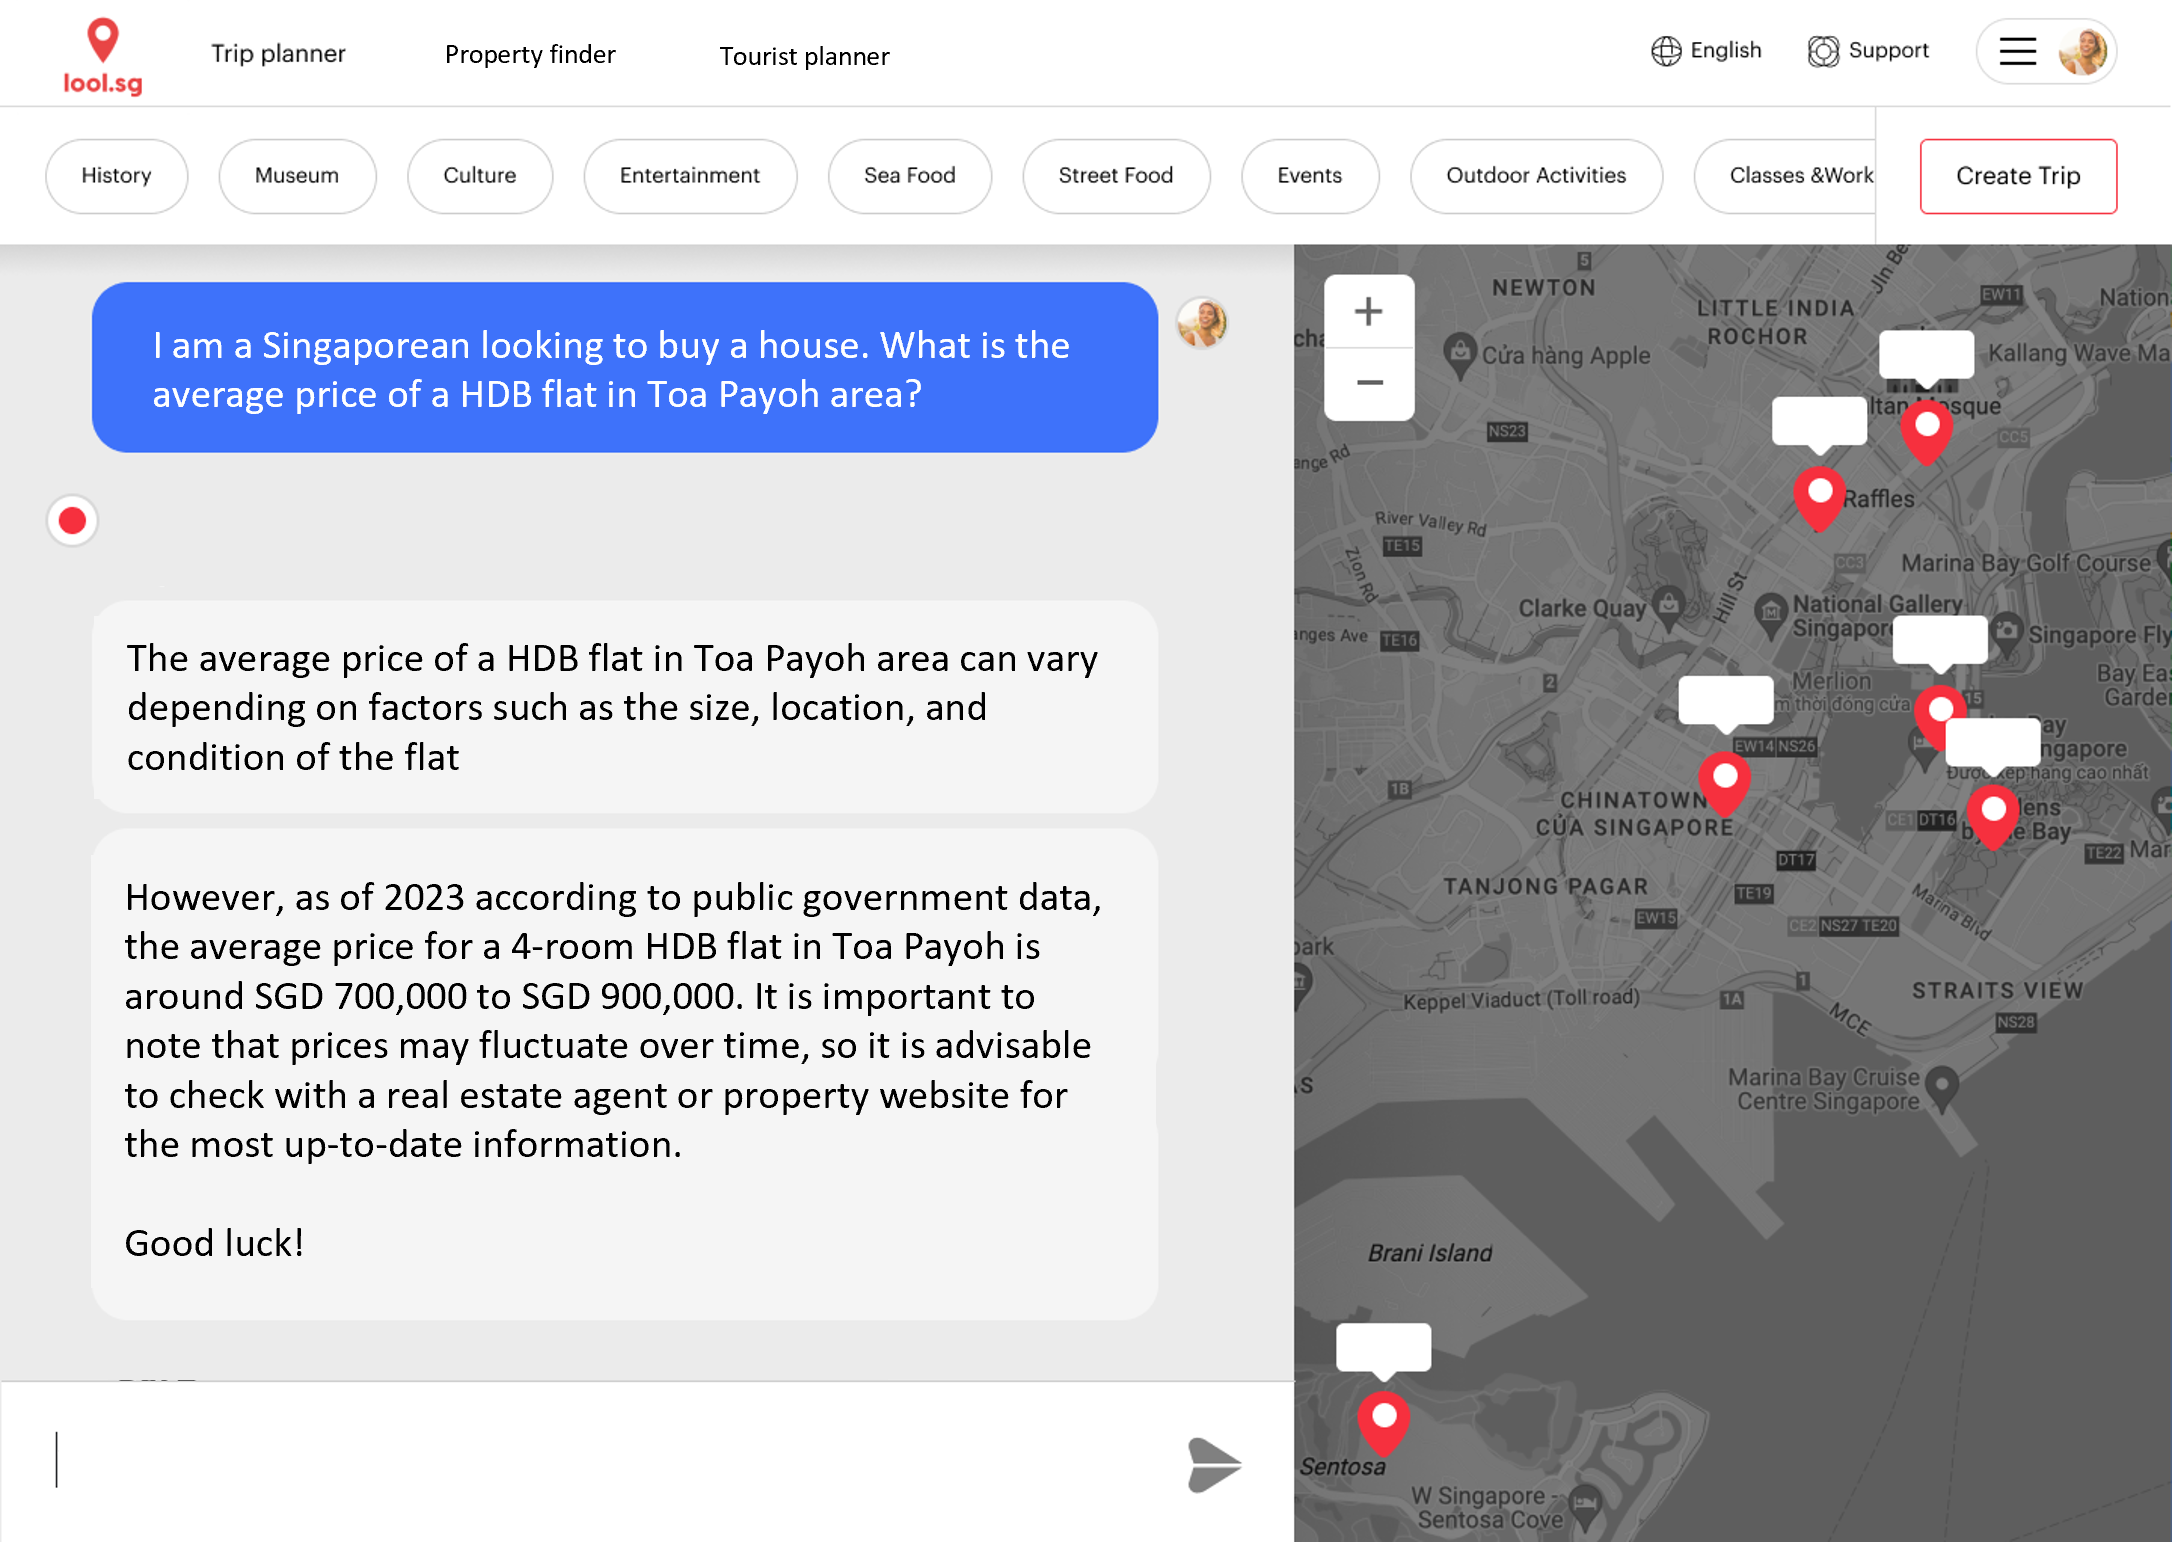 lool.sg
Trip planner
Property finder
Tourist planner
English
Support
History
Museum
Culture
Entertainment
Sea Food
Street Food
Events
Outdoor Activities
Classes &Work
Create Trip
I am a Singaporean looking to buy a house. What is the
average price of a HDB flat in Toa Payoh area?
The average price of a HDB flat in Toa Payoh area can vary
depending on factors such as the size, location, and
condition of the flat
However, as of 2023 according to public government data,
the average price for a 4-room HDB flat in Toa Payoh is
around SGD 700,000 to SGD 900,000. It is important to
note that prices may fluctuate over time, so it is advisable
to check with a real estate agent or property website for
the most up-to-date information.
Good luck!
+
−
5
NEWTON
LITTLE INDIA
ROCHOR
EW11
Nation
Cửa hàng Apple
Kallang Wave Ma
NS23
CC5
Raffles
River Valley Rd
TE15
Zion Rd
CC3
Marina Bay Golf Course
Clarke Quay
Hill St
National Gallery
Singapore
Singapore Fly
TE16
2
Merlion
m thời đóng cửa
15
Bay Eas
Garde
EW14 NS26
1B
Được xếp hạng cao nhất
CHINATOWN
CỦA SINGAPORE
CE1 DT16
TE22
DT17
TANJONG PAGAR
TE19
EW15
CE2 NS27 TE20
Marina Blvd
Keppel Viaduct (Toll road)
1A
1
STRAITS VIEW
MCE
NS28
Marina Bay Cruise
Centre Singapore
Brani Island
Sentosa
W Singapore -
Sentosa Cove